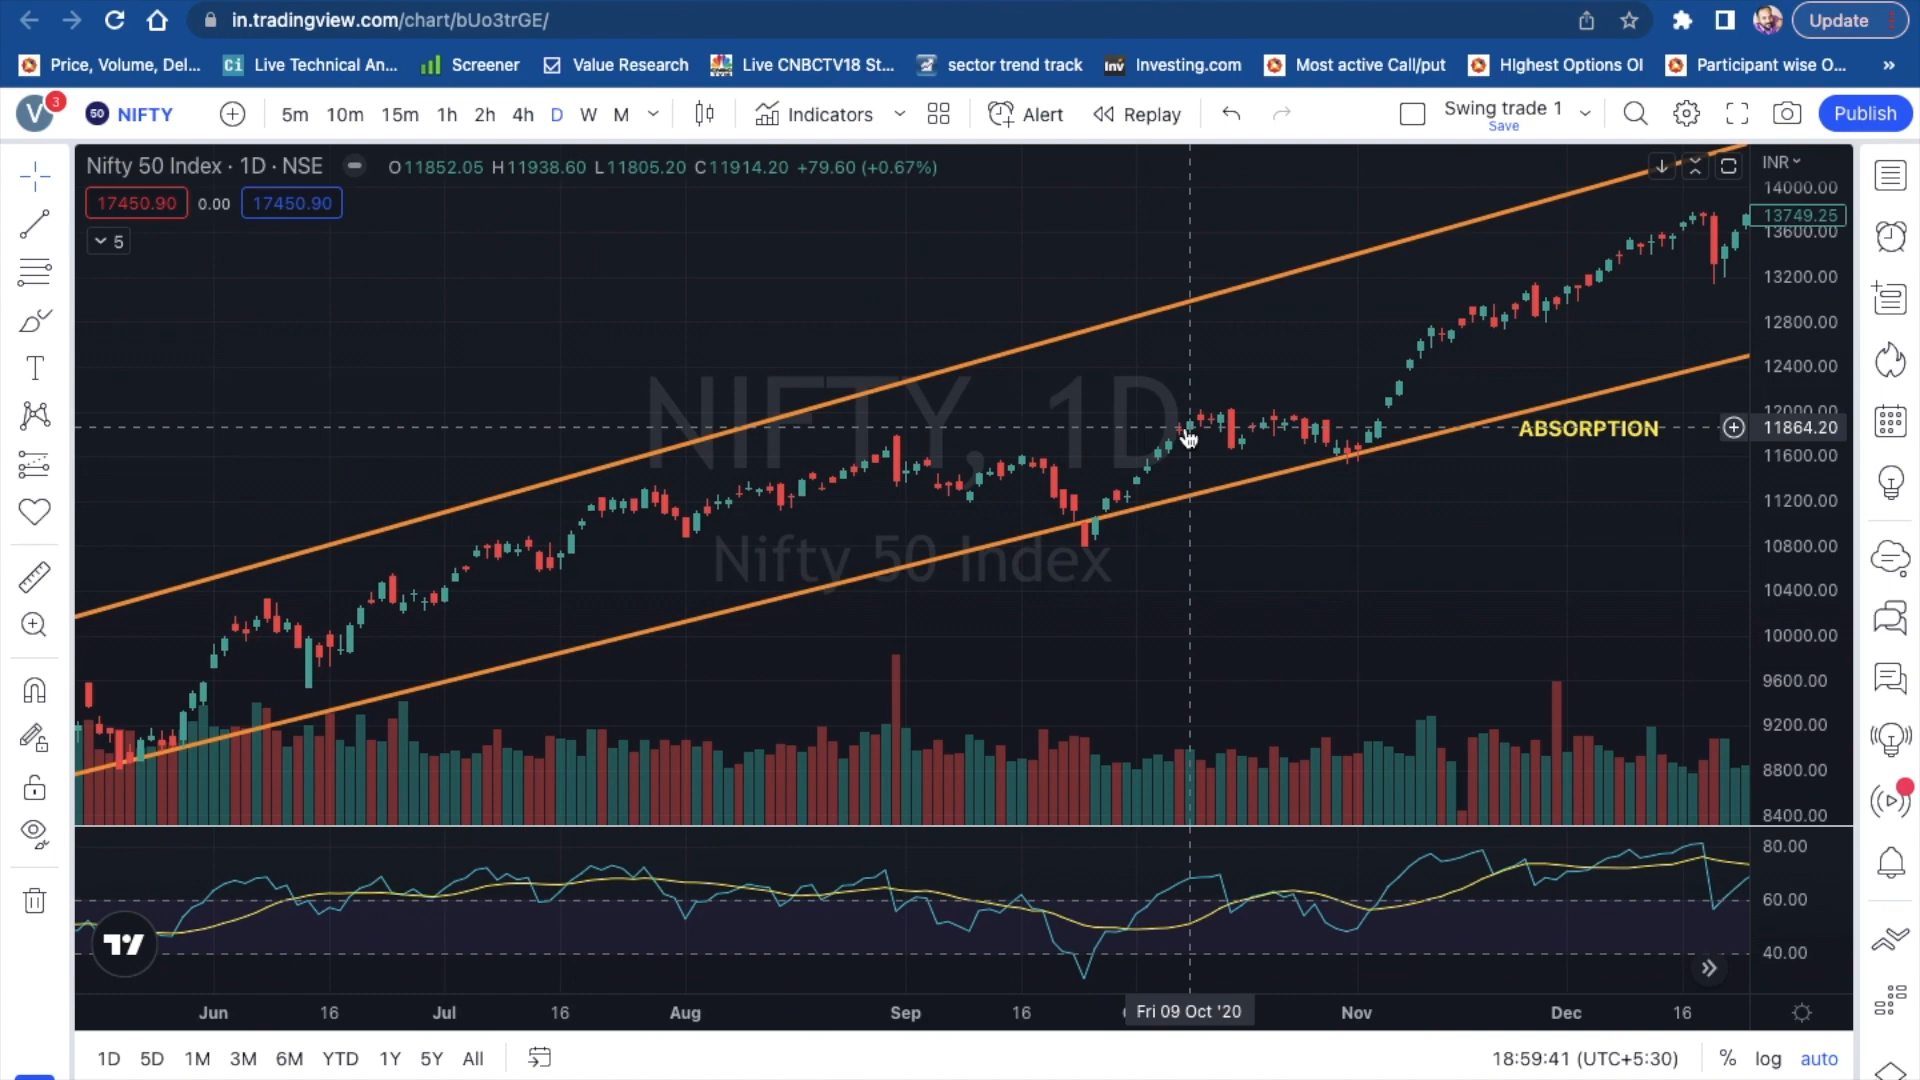 in.tradingview.com/chart/bUo3trGE/
Update
Price, Volume, Del...
Ci Live Technical An...
Screener
Value Research
Live CNBCTV18 St...
sector trend track
inv Investing.com
Most active Call/put
HIghest Options OI
Participant wise O...
»
V 3
50 NIFTY
5m 10m 15m 1h 2h 4h D W M
Indicators
Alert
Replay
Swing trade 1
Save
Publish
Nifty 50 Index · 1D · NSE
O11852.05 H11938.60 L11805.20 C11914.20 +79.60 (+0.67%)
INR
17450.90 0.00 17450.90
5
14000.00
13749.25
13600.00
13200.00
12800.00
12400.00
12000.00
ABSORPTION
11864.20
11600.00
11200.00
10800.00
10400.00
10000.00
9600.00
9200.00
8800.00
8400.00
NIFTY, 1D
Nifty 50 Index
80.00
60.00
40.00
Jun 16 Jul 16 Aug Sep 16 Fri 09 Oct '20 Nov Dec 16
1D 5D 1M 3M 6M YTD 1Y 5Y All
18:59:41 (UTC+5:30) % log auto